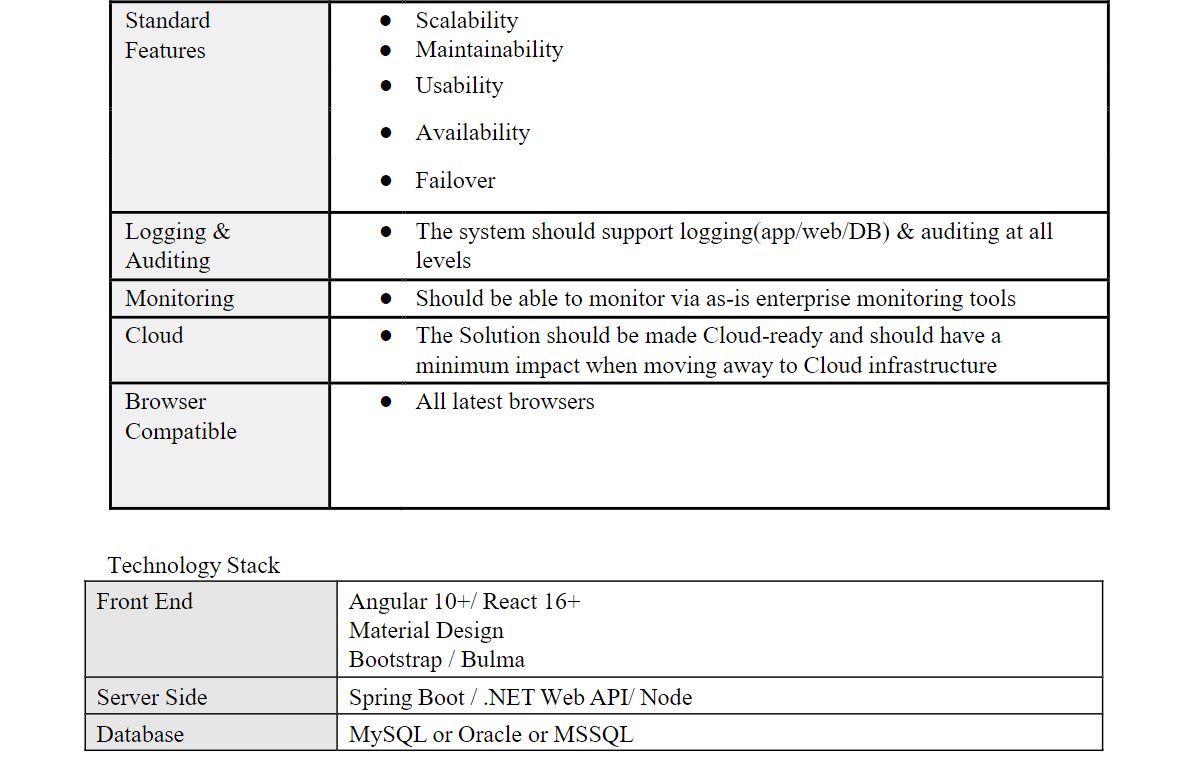 Standard
Features
● Scalability
● Maintainability
● Usability
● Availability
● Failover
Logging &
Auditing
● The system should support logging(app/web/DB) & auditing at all
levels
Monitoring
● Should be able to monitor via as-is enterprise monitoring tools
Cloud
● The Solution should be made Cloud-ready and should have a
minimum impact when moving away to Cloud infrastructure
Browser
Compatible
● All latest browsers
Technology Stack
Front End
Angular 10+/ React 16+
Material Design
Bootstrap / Bulma
Server Side
Spring Boot / .NET Web API/ Node
Database
MySQL or Oracle or MSSQL